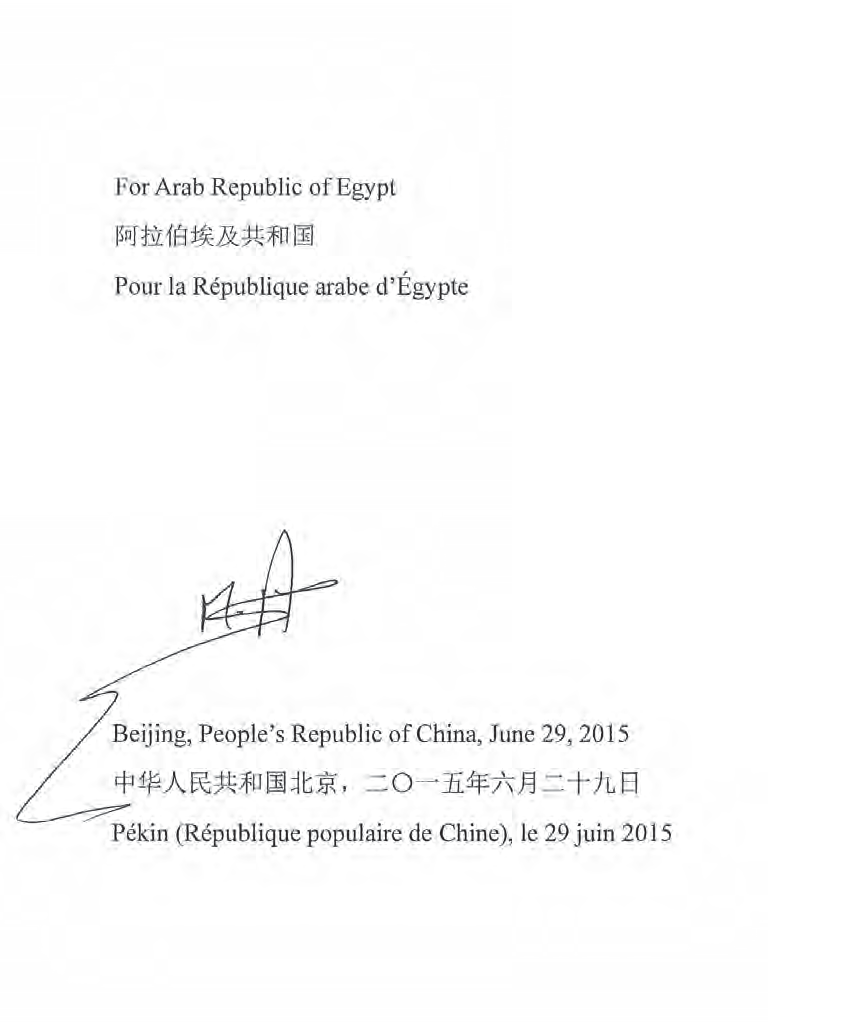 For Arab Republic of Egypt
阿拉伯埃及共和国
Pour la République arabe d’Égypte
Beijing, People’s Republic of China, June 29, 2015
中华人民共和国北京，二〇一五年六月二十九日
Pékin (République populaire de Chine), le 29 juin 2015